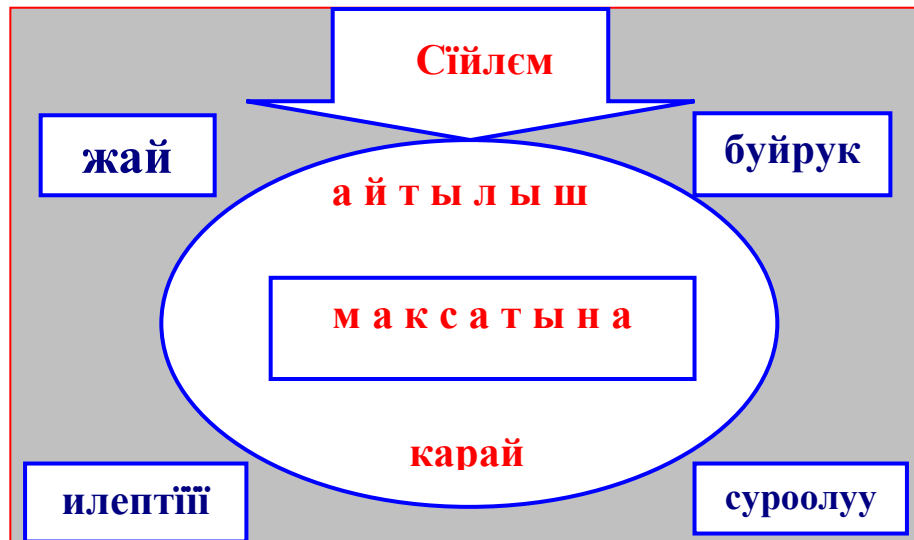 Сїйлєм
жай
буйрук
а й т ы л ы ш
м а к с а т ы н а
карай
илептїїї
суроолуу